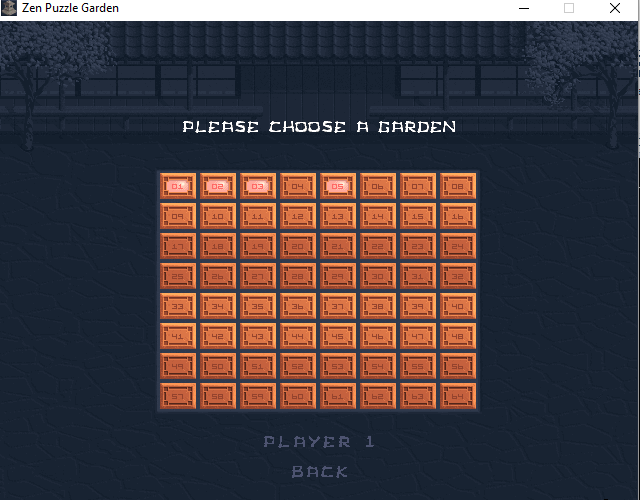 Zen Puzzle Garden
PLEASE CHOOSE A GARDEN
01 02 03 04 05 06 07 08
09 10 11 12 13 14 15 16
17 18 19 20 21 22 23 24
25 26 27 28 29 30 31 32
33 34 35 36 37 38 39 40
41 42 43 44 45 46 47 48
49 50 51 52 53 54 55 56
57 58 59 60 61 62 63 64
PLAYER 1
BACK